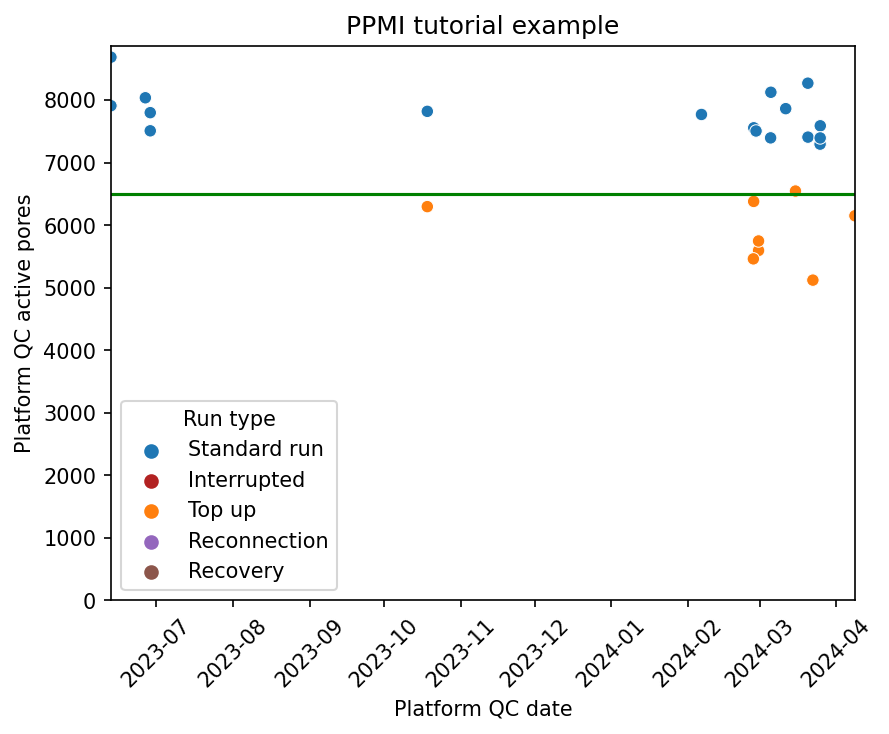 PPMI tutorial example
Platform QC active pores
8000
7000
6000
5000
4000
3000
2000
1000
0
Run type
Standard run
Interrupted
Top up
Reconnection
Recovery
2023-07
2023-08
2023-09
2023-10
2023-11
2023-12
2024-01
2024-02
2024-03
2024-04
Platform QC date